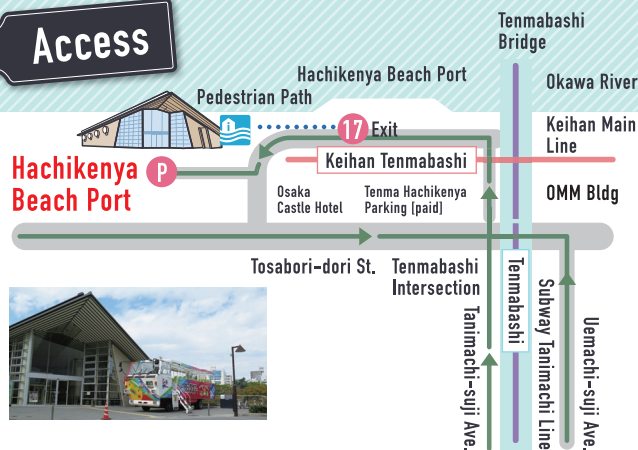 Access
Tenmabashi
Bridge
Hachikenya Beach Port
Okawa River
Pedestrian Path
17 Exit
Keihan Main
Line
Keihan Tenmabashi
Hachikenya
Beach Port
P
Osaka
Castle Hotel
Tenma Hachikenya
Parking [paid]
OMM Bldg
Tosabori-dori St.
Tenmabashi
Intersection
Tenmabashi
Tanimachi-suji Ave.
Subway Tanimachi Line
Uemachi-suji Ave.